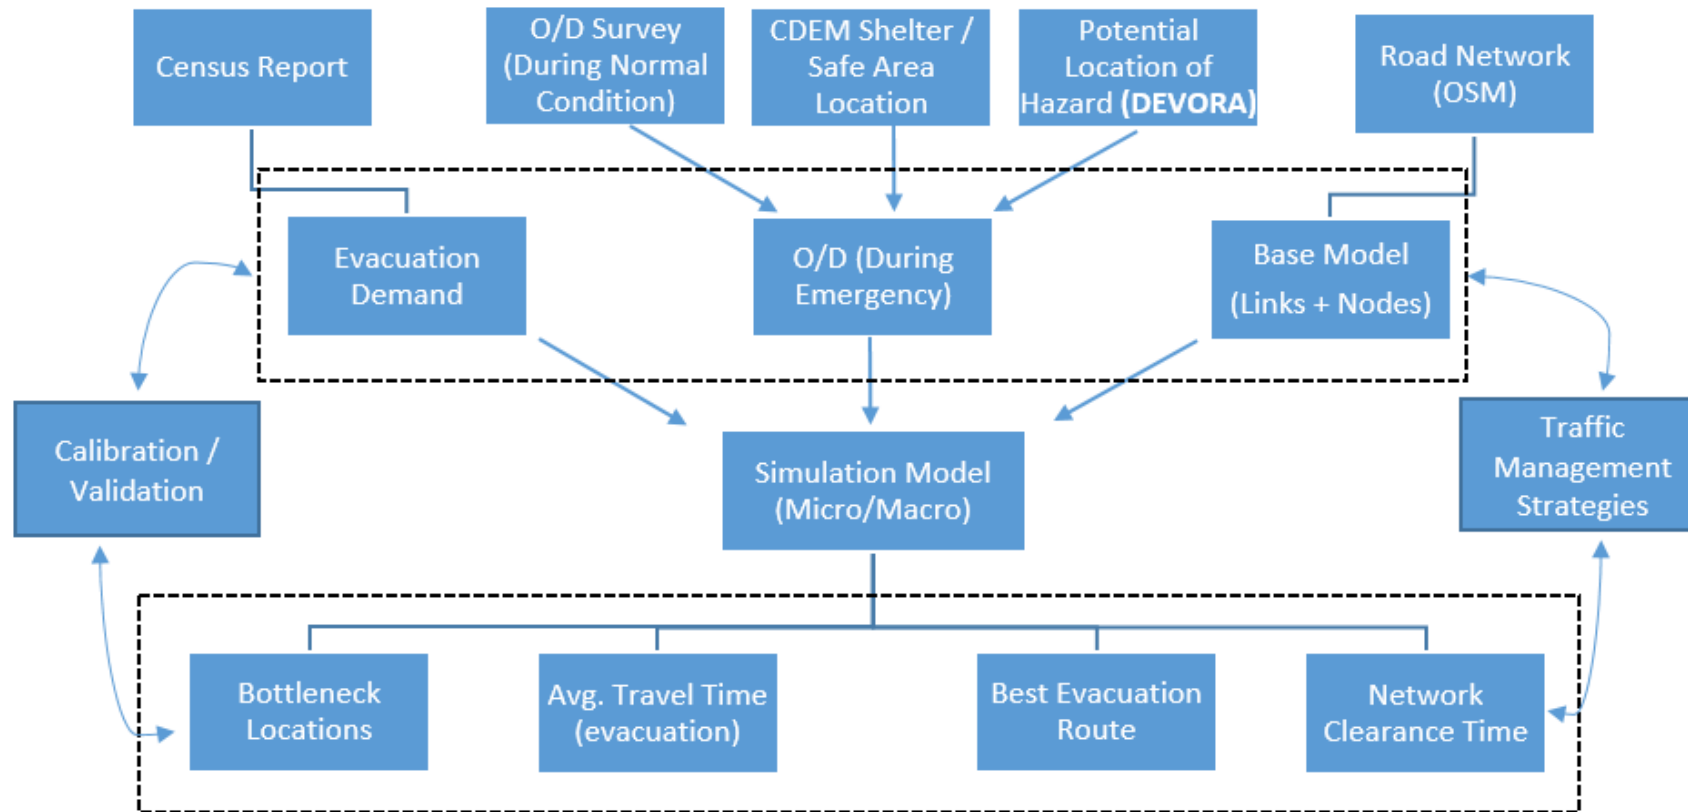 Census Report
O/D Survey
(During Normal
Condition)
CDEM Shelter /
Safe Area
Location
Potential
Location of
Hazard (DEVORA)
Road Network
(OSM)
Evacuation
Demand
O/D (During
Emergency)
Base Model
(Links + Nodes)
Calibration /
Validation
Simulation Model
(Micro/Macro)
Traffic
Management
Strategies
Bottleneck
Locations
Avg. Travel Time
(evacuation)
Best Evacuation
Route
Network
Clearance Time